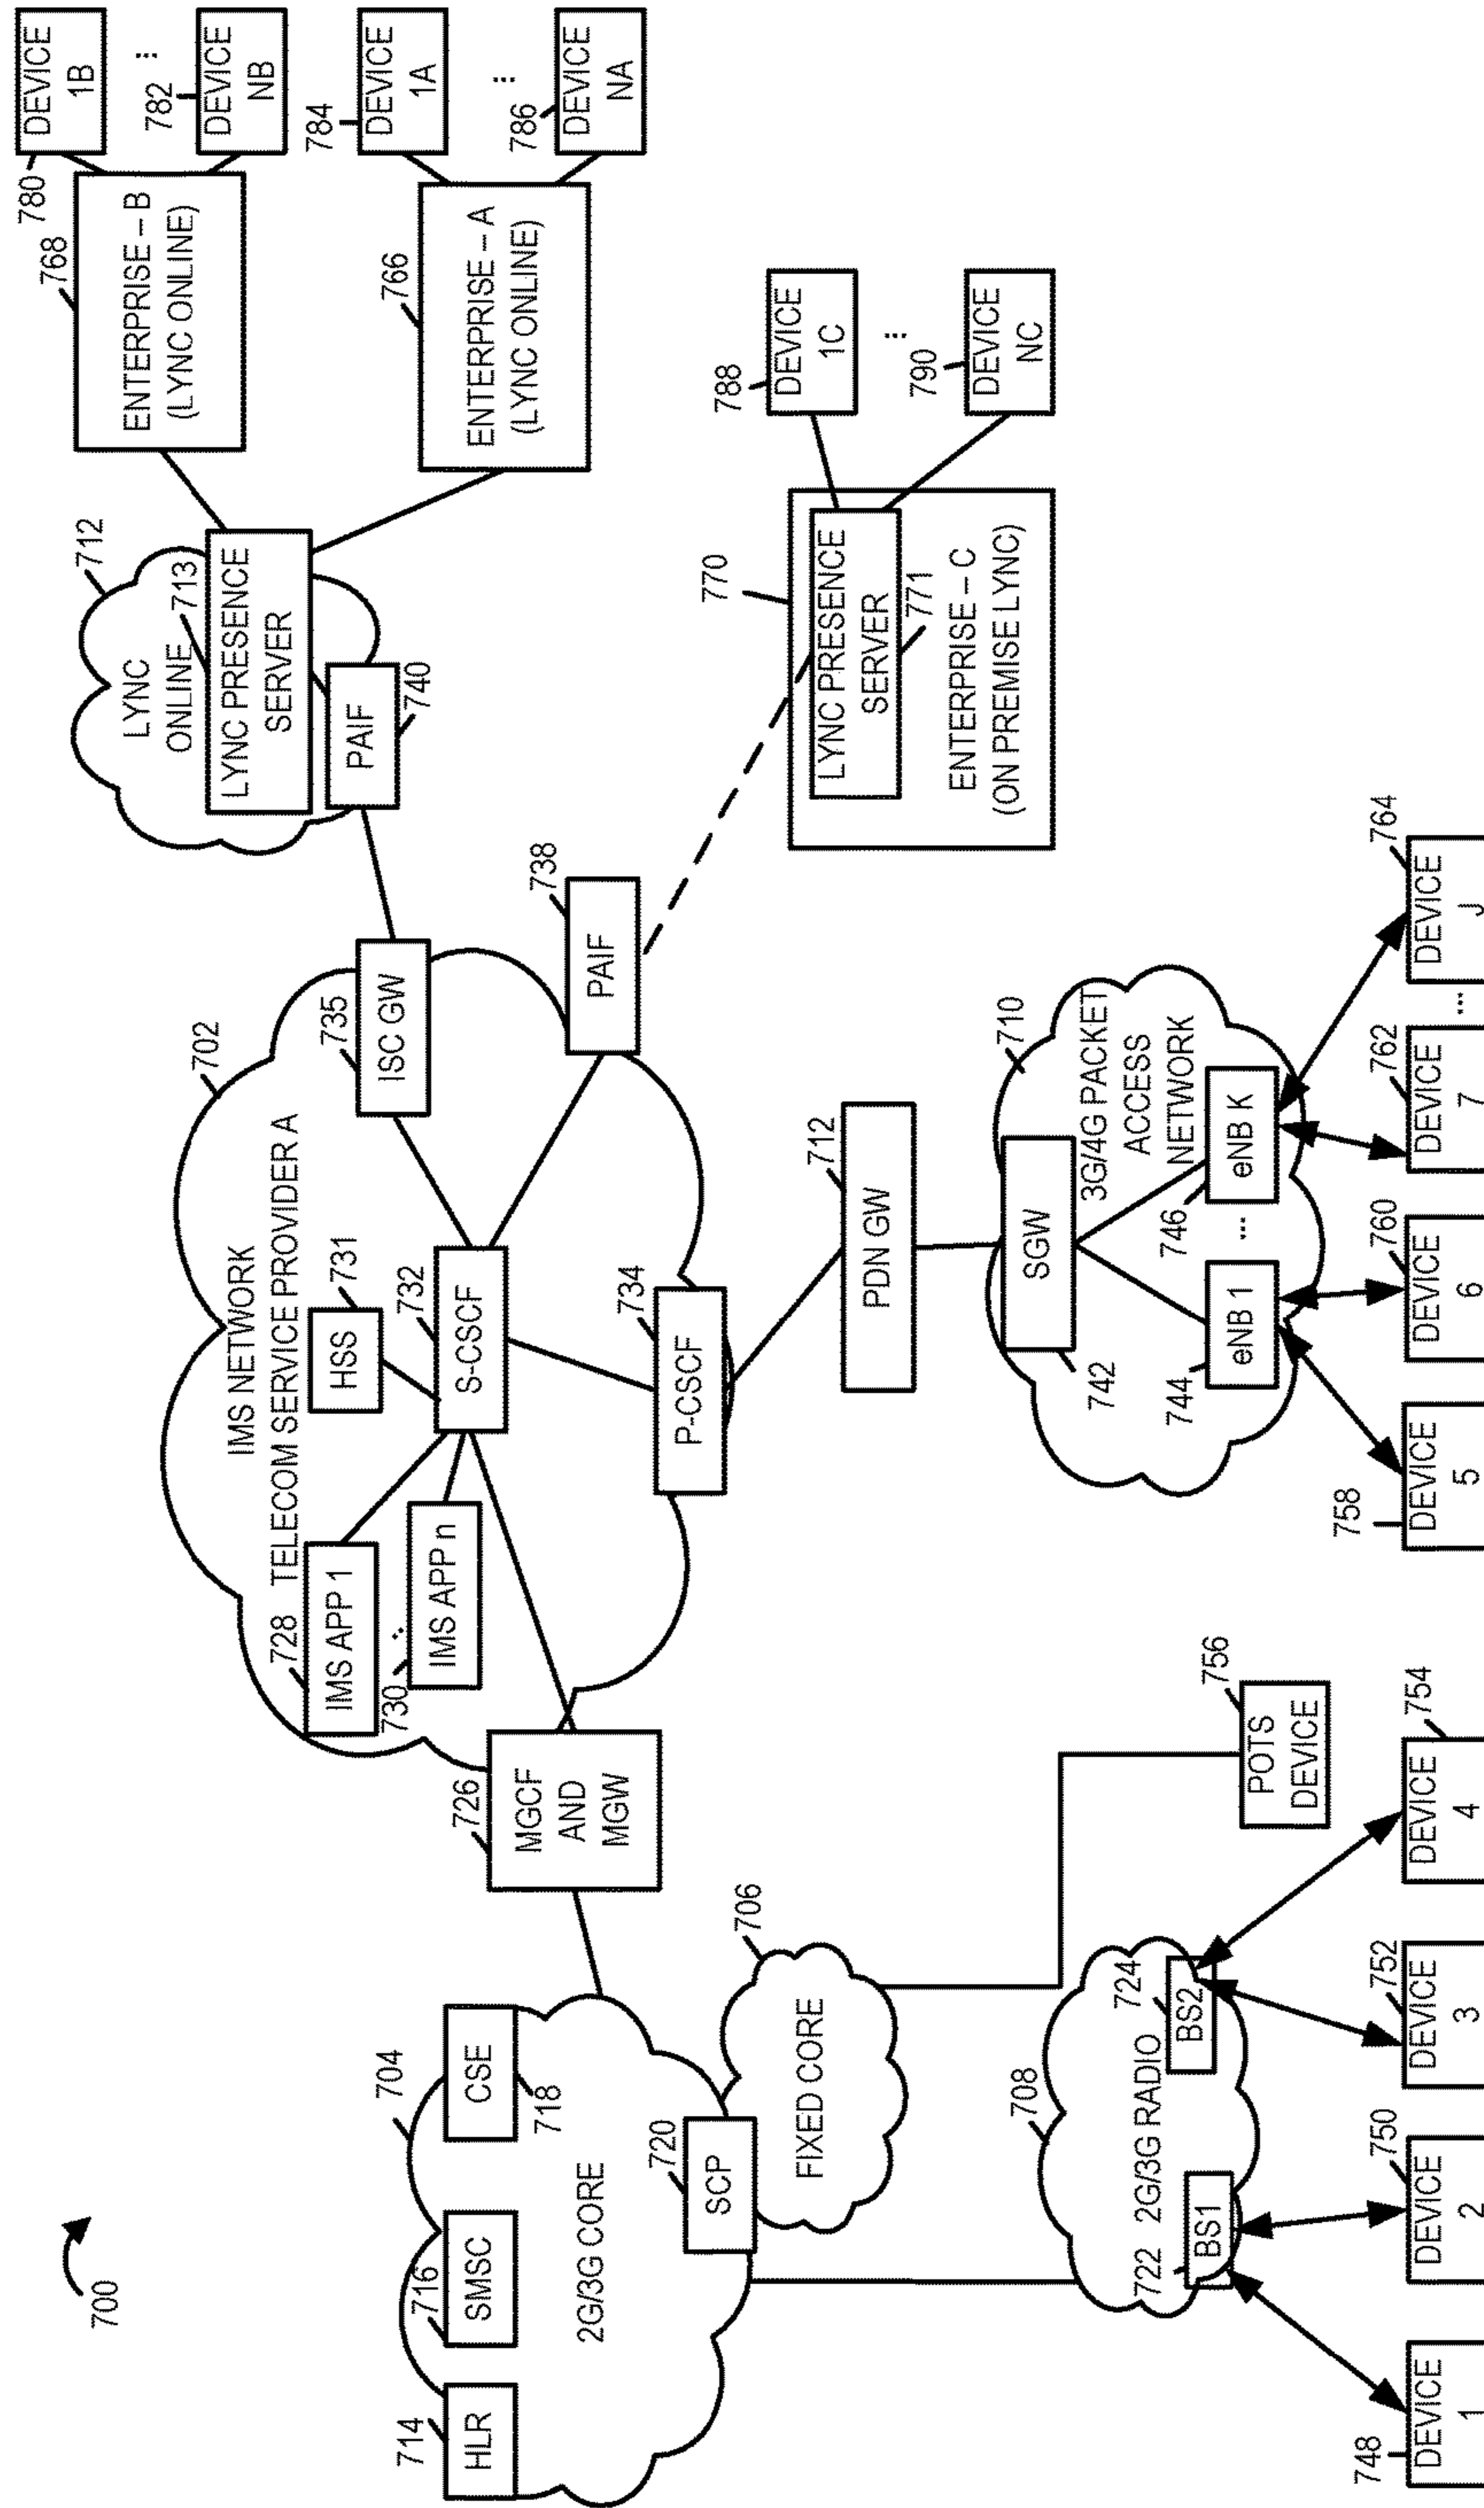 700
704
714
HLR
716
SMSC
CSE
718
2G/3G CORE
720
SCP
706
FIXED CORE
708
2G/3G RADIO
722
BS1
724
BS2
748
DEVICE
1
750
DEVICE
2
752
DEVICE
3
754
DEVICE
4
756
POTS
DEVICE
726
MGCF
AND
MGW
702
IMS NETWORK
TELECOM SERVICE PROVIDER A
728
IMS APP 1
..
730
IMS APP n
731
HSS
732
S-CSCF
734
P-CSCF
735
ISC GW
738
PAIF
712
PDN GW
710
3G/4G PACKET
ACCESS
NETWORK
SGW
742
744
eNB 1
...
746
eNB K
758
DEVICE
5
760
DEVICE
6
762
DEVICE
7
...
764
DEVICE
J
712
LYNC
ONLINE
713
LYNC PRESENCE
SERVER
PAIF
740
768
ENTERPRISE – B
(LYNC ONLINE)
766
ENTERPRISE – A
(LYNC ONLINE)
770
LYNC PRESENCE
SERVER
771
ENTERPRISE – C
(ON PREMISE LYNC)
780
DEVICE
1B
...
782
DEVICE
NB
784
DEVICE
1A
...
786
DEVICE
NA
788
DEVICE
1C
...
790
DEVICE
NC